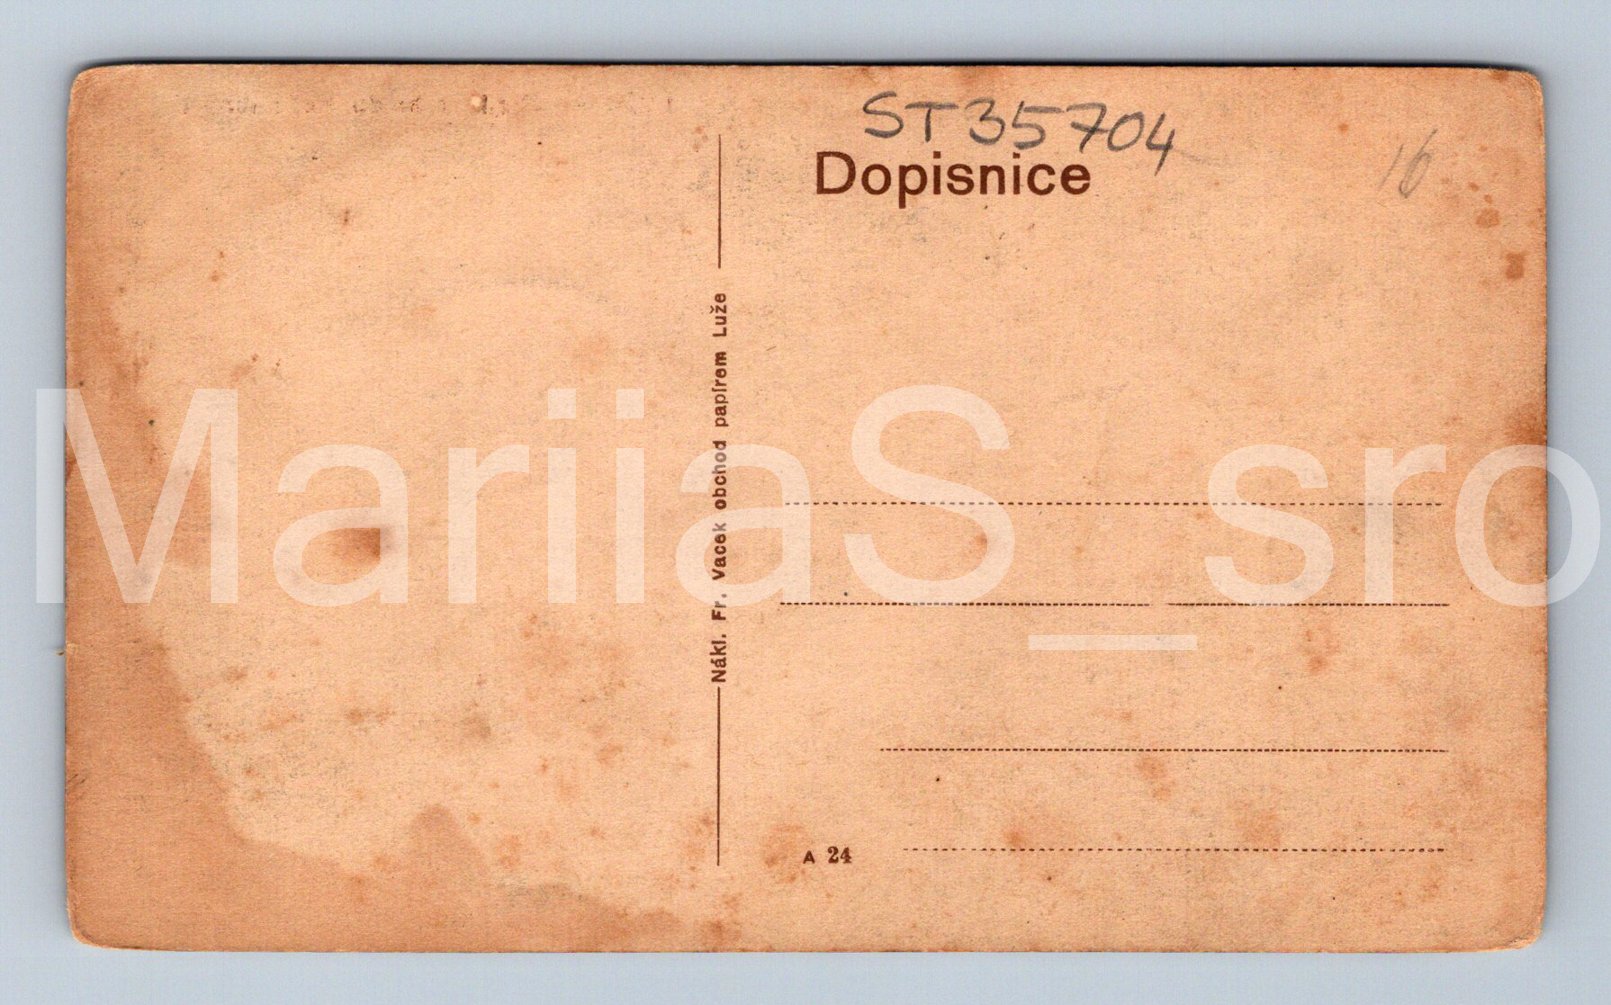 ST35704
Dopisnice
16
Nákl. Fr. Vacek obchod papírem Luže
A 24
MariiaS_sro